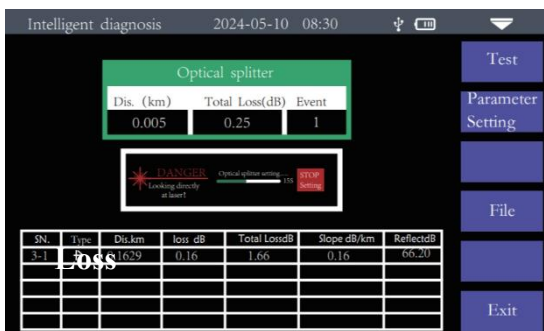 Intelligent diagnosis 2024-05-10 08:30
Test
Optical splitter
Dis. (km) Total Loss(dB) Event
0.005 0.25 1
Parameter
Setting
DANGER
Looking directly
at laser!
Optical splitter setting.....
15S
STOP
Setting
File
SN. Type Dis.km loss dB Total LossdB Slope dB/km ReflectdB
3-1 1629 0.16 1.66 0.16 66.20
Loss
Exit